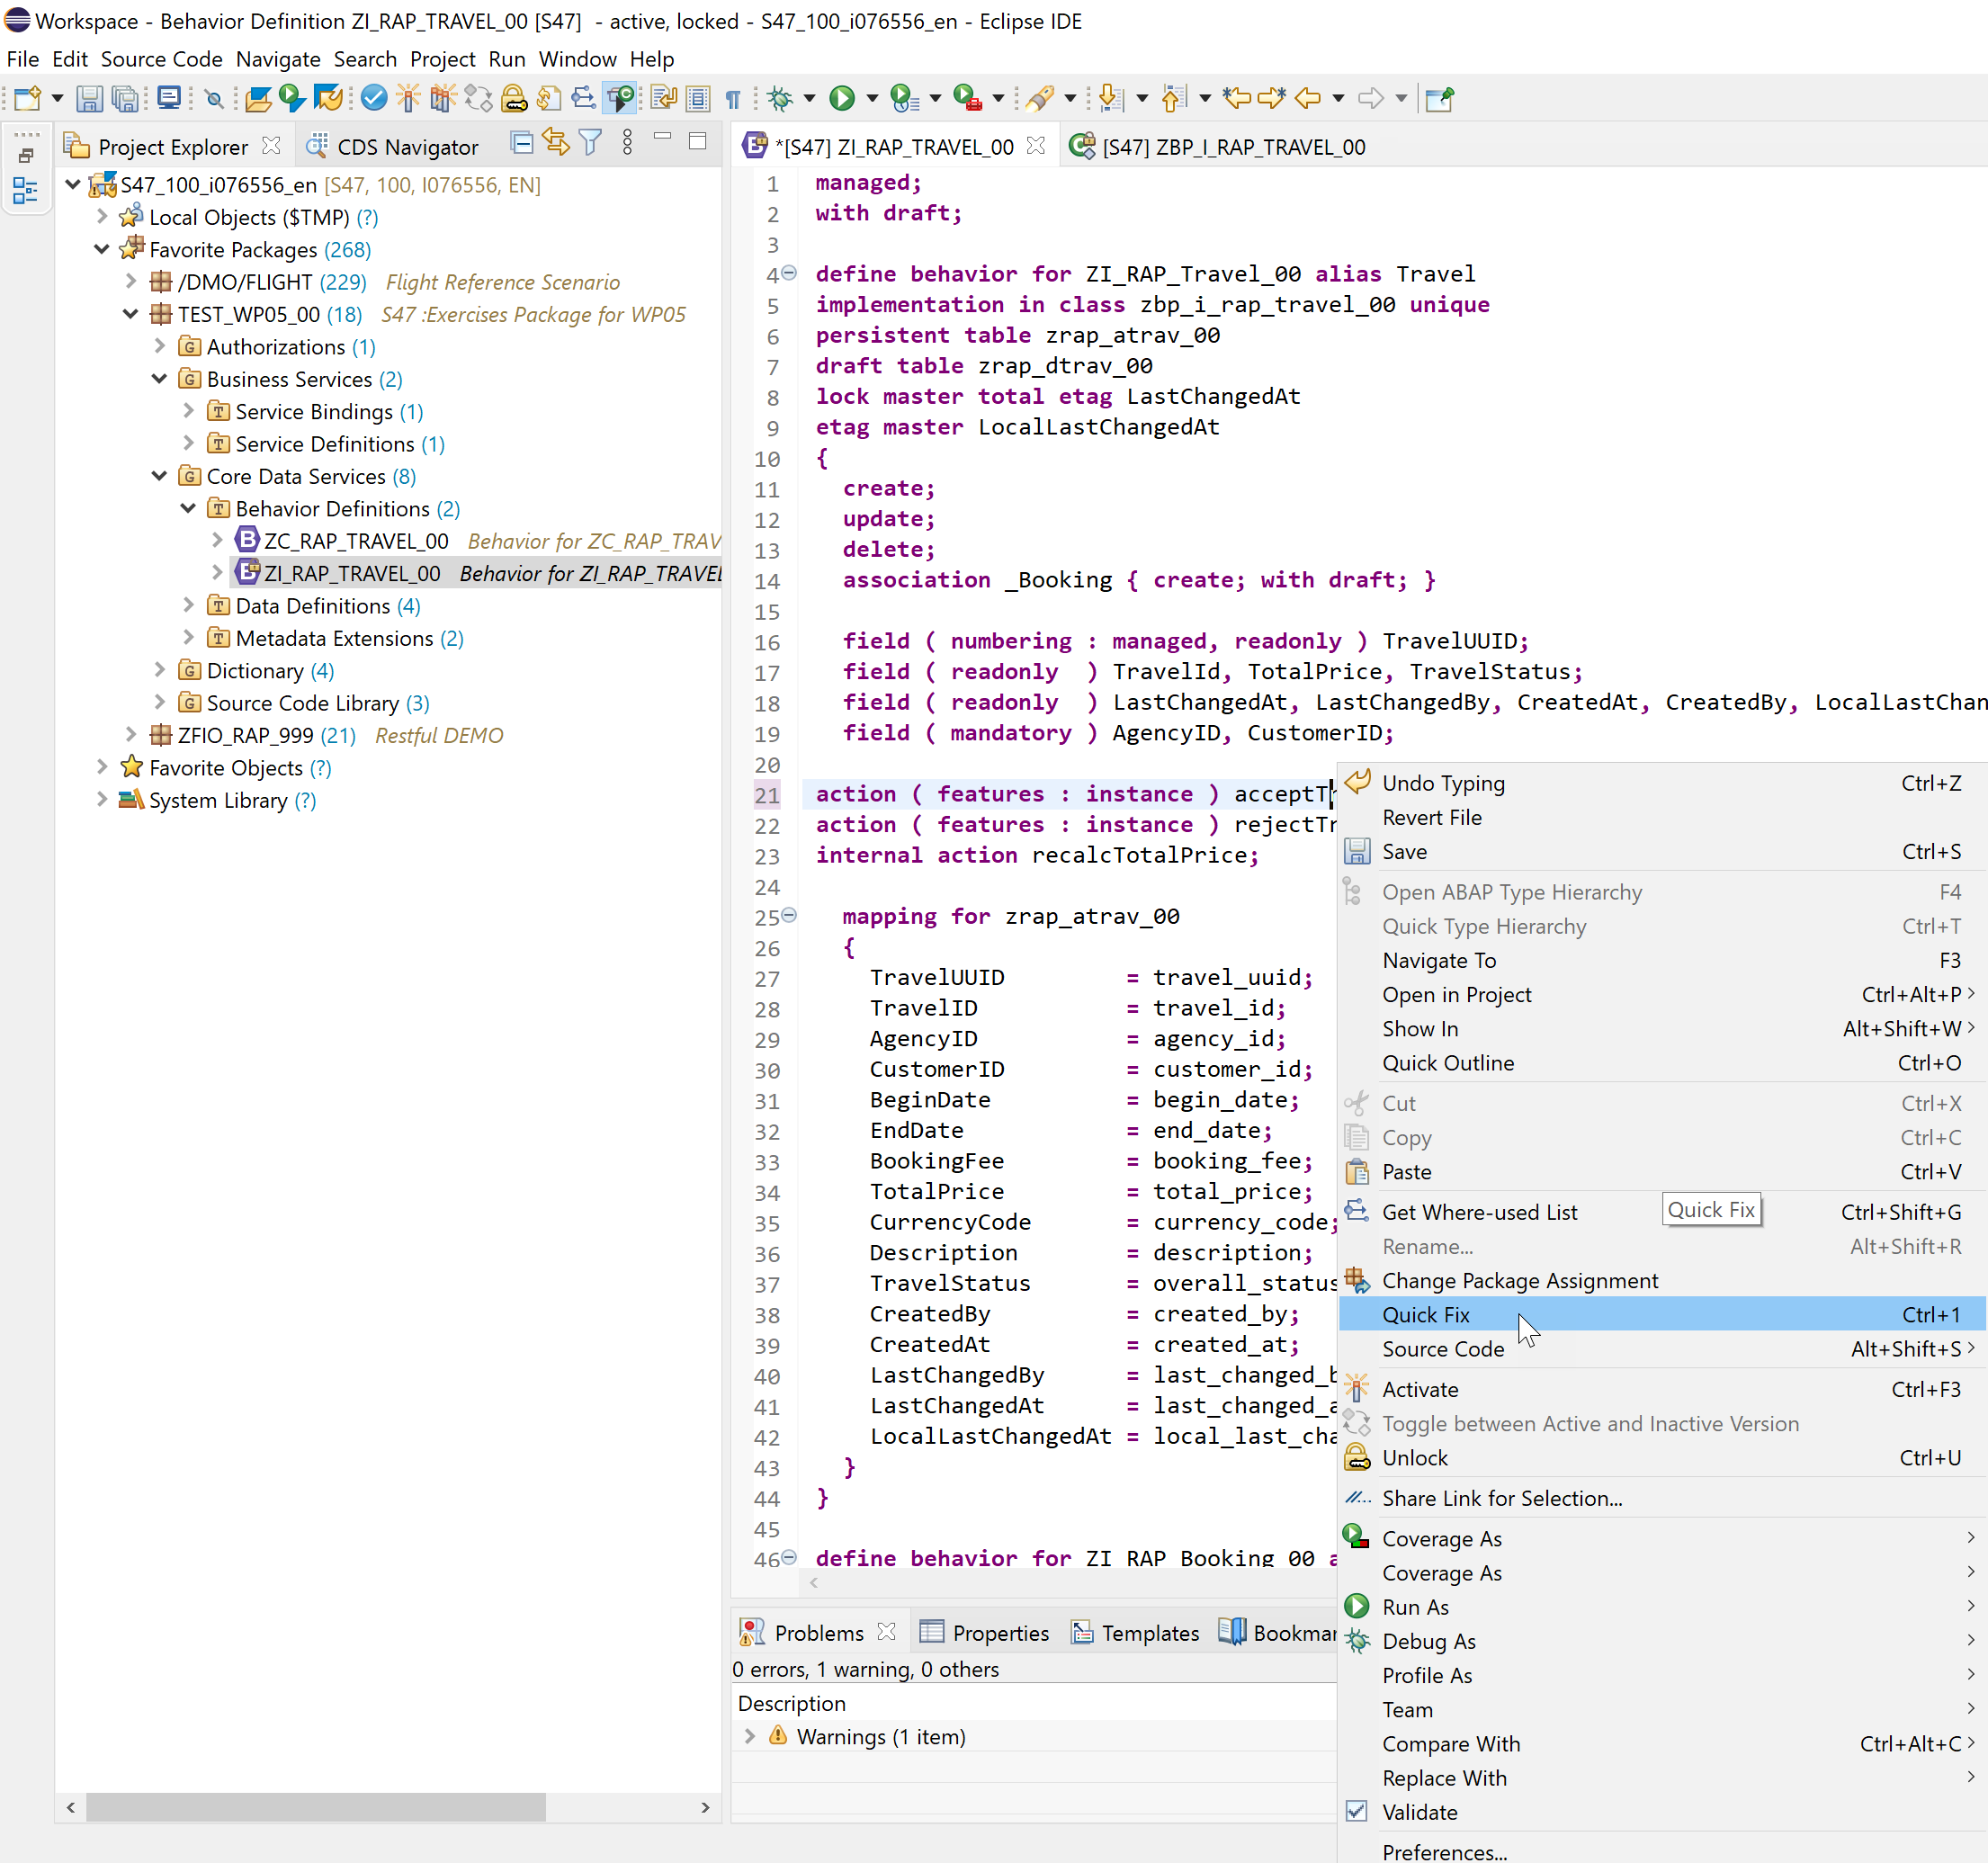 Workspace - Behavior Definition ZI_RAP_TRAVEL_00 [S47]  - active, locked - S47_100_i076556_en - Eclipse IDE
File Edit Source Code Navigate Search Project Run Window Help
Project Explorer
CDS Navigator
S47_100_i076556_en [S47, 100, I076556, EN]
Local Objects ($TMP) (?)
Favorite Packages (268)
/DMO/FLIGHT (229) Flight Reference Scenario
TEST_WP05_00 (18) S47 :Exercises Package for WP05
Authorizations (1)
Business Services (2)
Service Bindings (1)
Service Definitions (1)
Core Data Services (8)
Behavior Definitions (2)
ZC_RAP_TRAVEL_00 Behavior for ZC_RAP_TRAV
ZI_RAP_TRAVEL_00 Behavior for ZI_RAP_TRAVEL
Data Definitions (4)
Metadata Extensions (2)
Dictionary (4)
Source Code Library (3)
ZFIO_RAP_999 (21) Restful DEMO
Favorite Objects (?)
System Library (?)
*[S47] ZI_RAP_TRAVEL_00
[S47] ZBP_I_RAP_TRAVEL_00
1 managed;
2 with draft;
3
4 define behavior for ZI_RAP_Travel_00 alias Travel
5 implementation in class zbp_i_rap_travel_00 unique
6 persistent table zrap_atrav_00
7 draft table zrap_dtrav_00
8 lock master total etag LastChangedAt
9 etag master LocalLastChangedAt
10 {
11 create;
12 update;
13 delete;
14 association _Booking { create; with draft; }
15
16 field ( numbering : managed, readonly ) TravelUUID;
17 field ( readonly  ) TravelId, TotalPrice, TravelStatus;
18 field ( readonly  ) LastChangedAt, LastChangedBy, CreatedAt, CreatedBy, LocalLastChan
19 field ( mandatory ) AgencyID, CustomerID;
20
21 action ( features : instance ) acceptT
22 action ( features : instance ) rejectTr
23 internal action recalcTotalPrice;
24
25 mapping for zrap_atrav_00
26 {
27 TravelUUID = travel_uuid;
28 TravelID = travel_id;
29 AgencyID = agency_id;
30 CustomerID = customer_id;
31 BeginDate = begin_date;
32 EndDate = end_date;
33 BookingFee = booking_fee;
34 TotalPrice = total_price;
35 CurrencyCode = currency_code;
36 Description = description;
37 TravelStatus = overall_status
38 CreatedBy = created_by;
39 CreatedAt = created_at;
40 LastChangedBy = last_changed_b
41 LastChangedAt = last_changed_a
42 LocalLastChangedAt = local_last_cha
43 }
44 }
45
46 define behavior for ZI_RAP_Booking_00 a
Undo Typing Ctrl+Z
Revert File
Save Ctrl+S
Open ABAP Type Hierarchy F4
Quick Type Hierarchy Ctrl+T
Navigate To F3
Open in Project Ctrl+Alt+P
Show In Alt+Shift+W
Quick Outline Ctrl+O
Cut Ctrl+X
Copy Ctrl+C
Paste Ctrl+V
Get Where-used List Ctrl+Shift+G
Quick Fix
Rename... Alt+Shift+R
Change Package Assignment
Quick Fix Ctrl+1
Source Code Alt+Shift+S
Activate Ctrl+F3
Toggle between Active and Inactive Version
Unlock Ctrl+U
Share Link for Selection...
Coverage As
Coverage As
Run As
Debug As
Profile As
Team
Compare With Ctrl+Alt+C
Replace With
Validate
Preferences...
Problems
Properties
Templates
Bookmar
0 errors, 1 warning, 0 others
Description
Warnings (1 item)